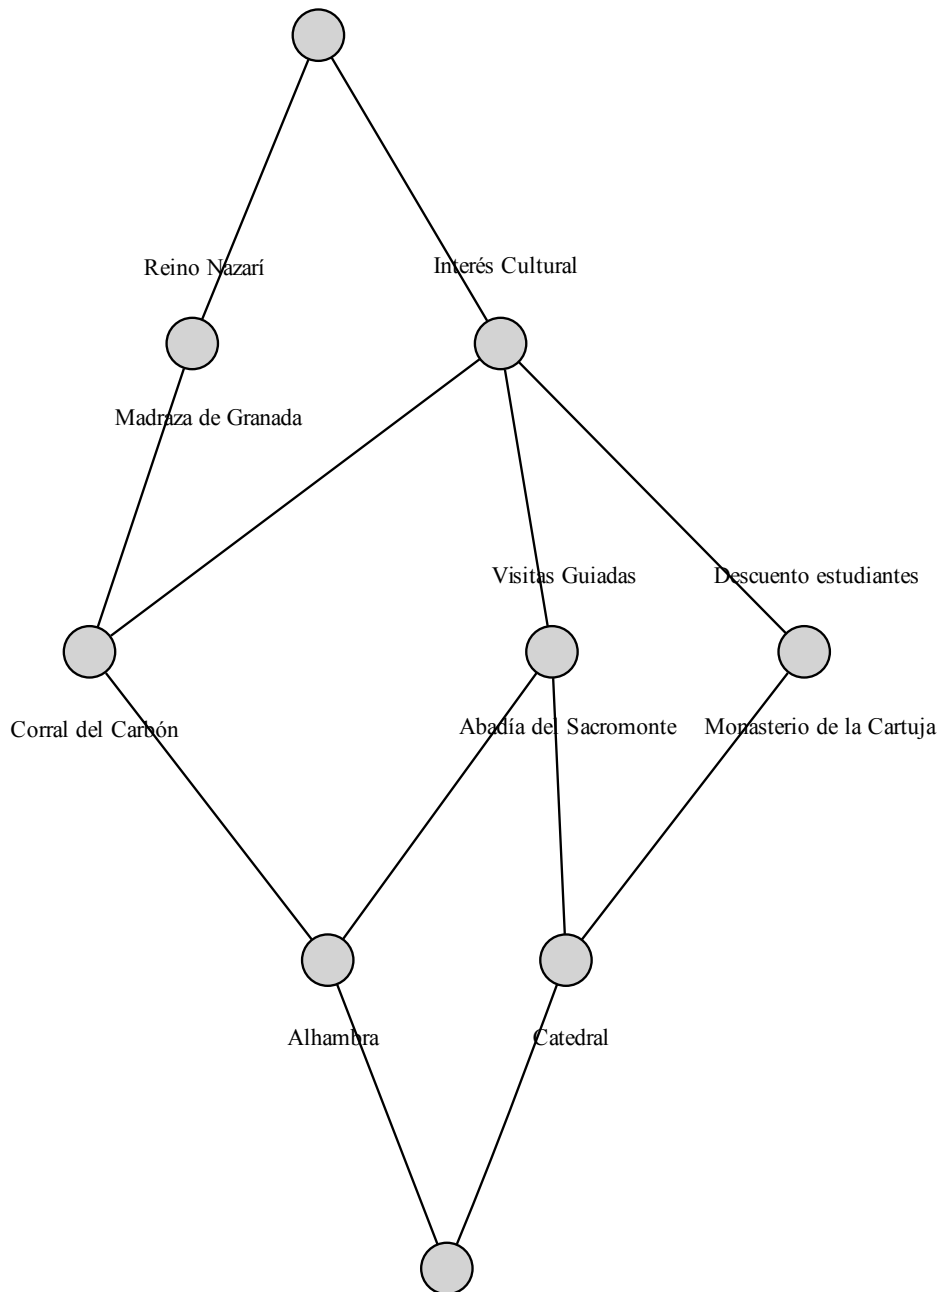 Reino Nazarí
Interés Cultural
Madraza de Granada
Visitas Guiadas
Descuento estudiantes
Corral del Carbón
Abadía del Sacromonte
Monasterio de la Cartuja
Alhambra
Catedral